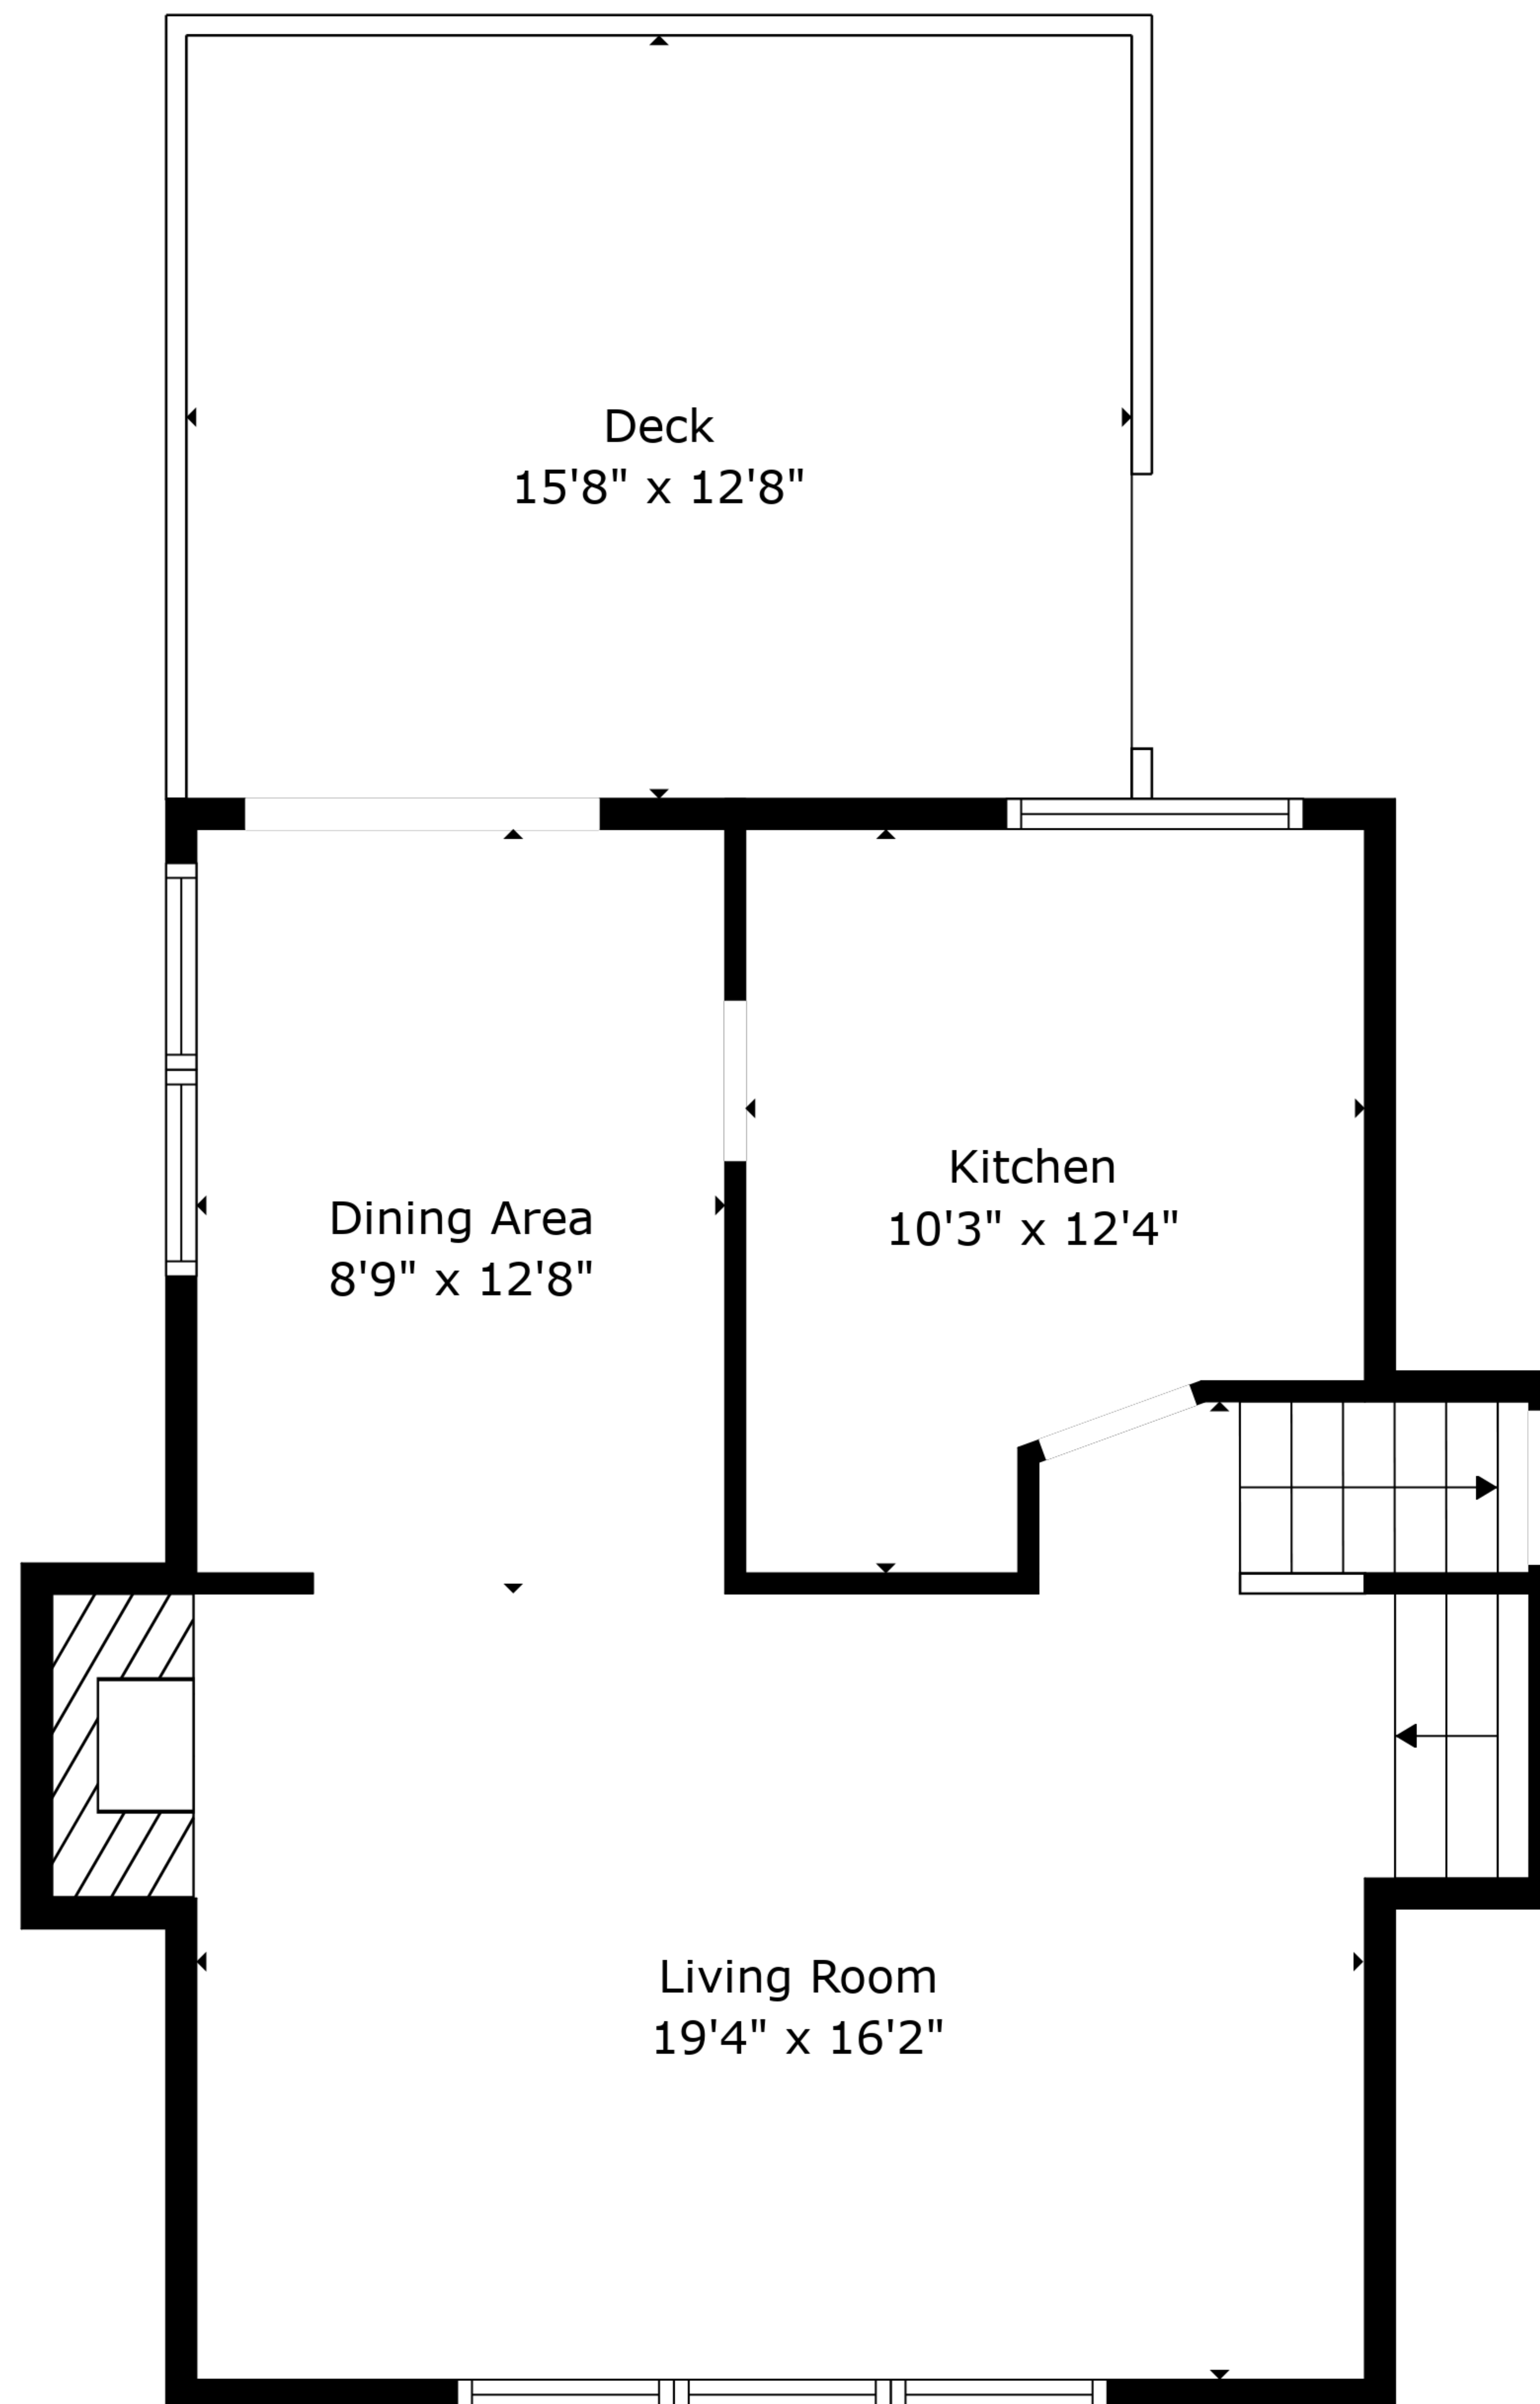 Deck
15'8" x 12'8"
Kitchen
10'3" x 12'4"
Dining Area
8'9" x 12'8"
Living Room
19'4" x 16'2"